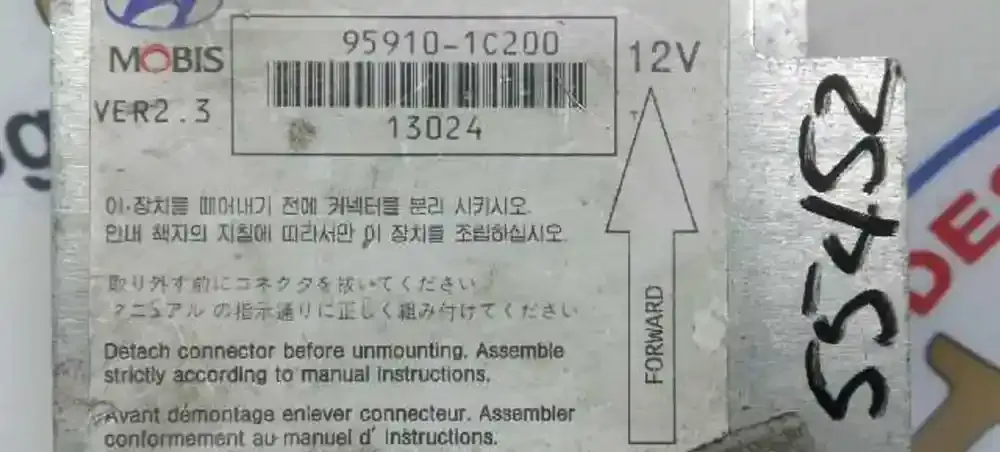 95910-1C200
12V
MOBIS
VER2.3
13024
이 장치를 떼어내기 전에 커넥터를 분리 시키시오.
안내 책자의 지침에 따라서만 이 장치를 조립하십시오.
取り外す前にコネクタを抜いてください
マニュアル の指示通りに正しく組み付けてください
Detach connector before unmounting. Assemble
strictly according to manual instructions.
Avant démontage enlever connecteur. Assembler
conformement au manuel d' instructions.
FORWARD
55452
DES